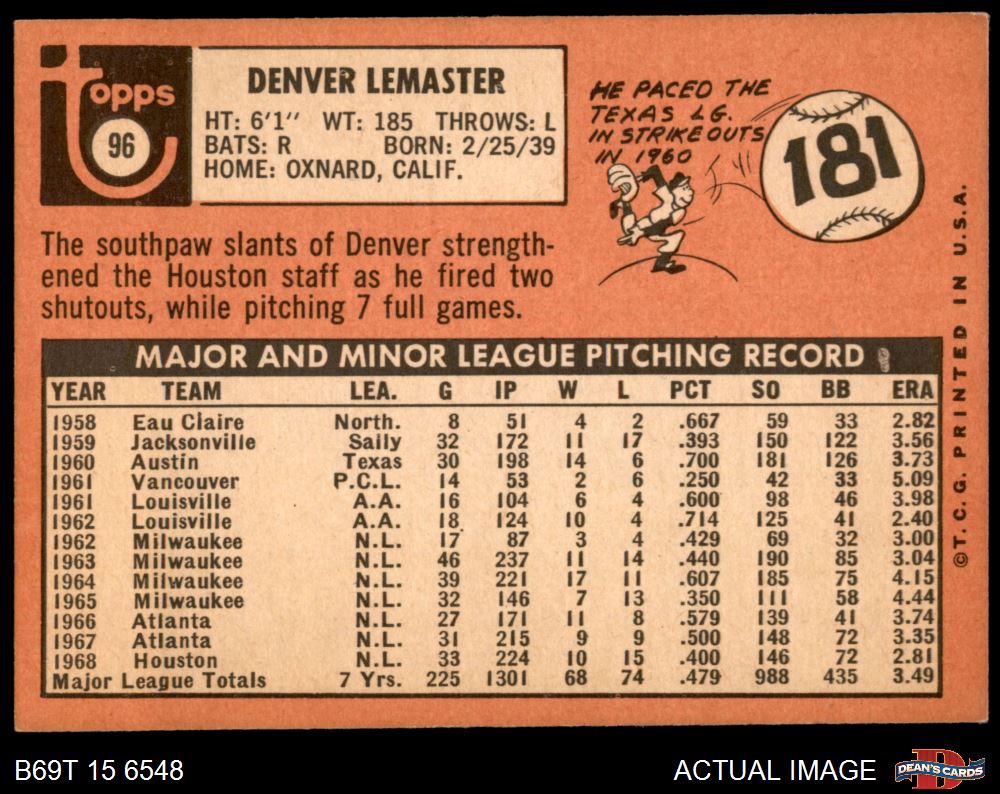 topps
96
DENVER LEMASTER
HT: 6'1" WT: 185 THROWS: L
BATS: R BORN: 2/25/39
HOME: OXNARD, CALIF.
HE PACED THE
TEXAS LG.
IN STRIKEOUTS
IN 1960
181
The southpaw slants of Denver strength-
ened the Houston staff as he fired two
shutouts, while pitching 7 full games.
MAJOR AND MINOR LEAGUE PITCHING RECORD
YEAR TEAM LEA. G IP W L PCT SO BB ERA
1958 Eau Claire North. 8 51 4 2 .667 59 33 2.82
1959 Jacksonville Sally 32 172 11 17 .393 150 122 3.56
1960 Austin Texas 30 198 14 6 .700 181 126 3.73
1961 Vancouver P.C.L. 14 53 2 6 .250 42 33 5.09
1961 Louisville A.A. 16 104 6 4 .600 98 46 3.98
1962 Louisville A.A. 18 124 10 4 .714 125 41 2.40
1962 Milwaukee N.L. 17 87 3 4 .429 69 32 3.00
1963 Milwaukee N.L. 46 237 11 14 .440 190 85 3.04
1964 Milwaukee N.L. 39 221 17 11 .607 185 75 4.15
1965 Milwaukee N.L. 32 146 7 13 .350 111 58 4.44
1966 Atlanta N.L. 27 171 11 8 .579 139 41 3.74
1967 Atlanta N.L. 31 215 9 9 .500 148 72 3.35
1968 Houston N.L. 33 224 10 15 .400 146 72 2.81
Major League Totals 7 Yrs. 225 1301 68 74 .479 988 435 3.49
©T.C.G. PRINTED IN U.S.A.
B69T 15 6548
ACTUAL IMAGE
DEAN'S CARDS